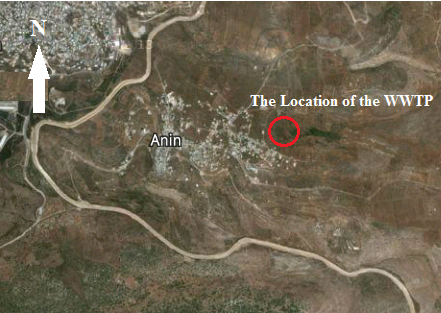 N
The Location of the WWTP
Anin